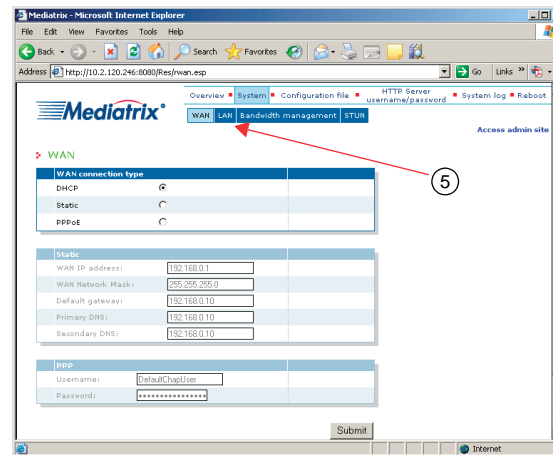 Mediatrix - Microsoft Internet Explorer
File Edit View Favorites Tools Help
Back Search Favorites
Address http://10.2.120.246:8080/Res/rwan.esp Go Links »
Mediatrix
Overview System Configuration file HTTP Server username/password System log Reboot
WAN LAN Bandwidth management STUN
Access admin site
5
WAN
WAN connection type
DHCP
Static
PPPoE
Static
WAN IP address: 192.168.0.1
WAN Network Mask: 255.255.255.0
Default gateway: 192.168.0.10
Primary DNS: 192.168.0.10
Secondary DNS: 192.168.0.10
PPP
Username: DefaultChapUser
Password: ••••••••••••••••
Submit
Internet